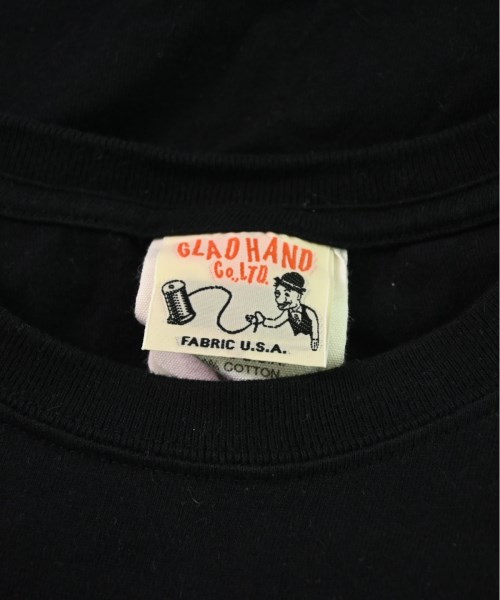 GLAD HAND
Co.,LTD.
FABRIC U.S.A.
% COTTON